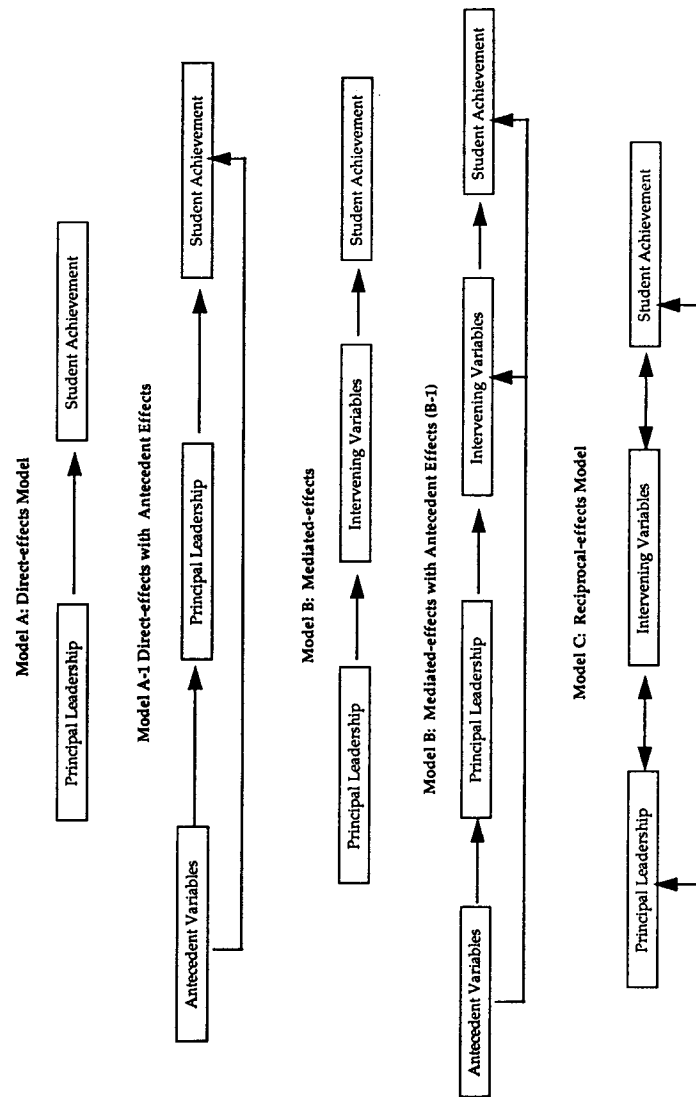 Model A: Direct-effects Model
Principal Leadership
Student Achievement
Model A-1 Direct-effects with Antecedent Effects
Antecedent Variables
Principal Leadership
Student Achievement
Model B: Mediated-effects
Principal Leadership
Intervening Variables
Student Achievement
Model B: Mediated-effects with Antecedent Effects (B-1)
Antecedent Variables
Principal Leadership
Intervening Variables
Student Achievement
Model C: Reciprocal-effects Model
Principal Leadership
Intervening Variables
Student Achievement